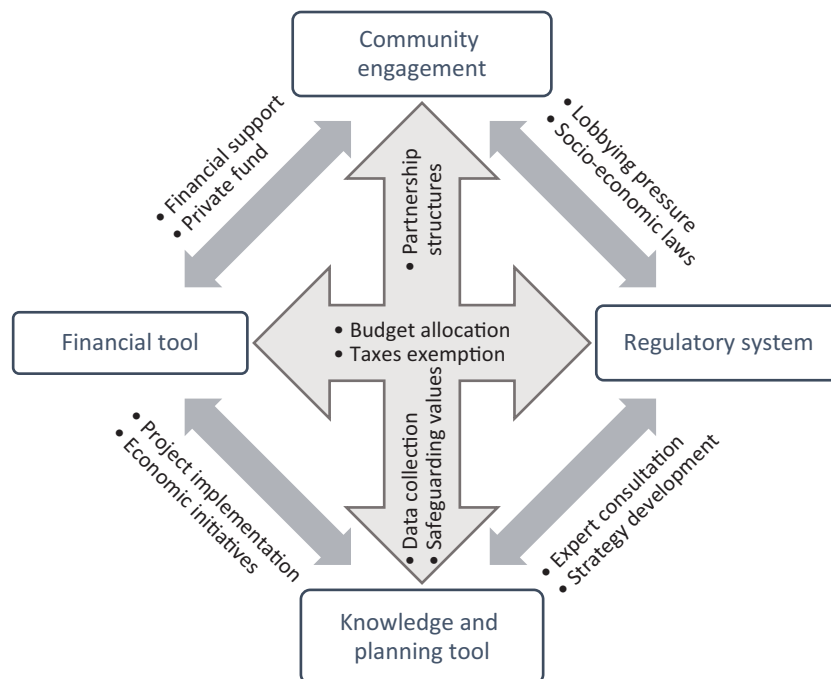 Community
engagement
• Financial support
• Private fund
• Lobbying pressure
• Socio-economic laws
• Partnership
structures
Financial tool
• Budget allocation
• Taxes exemption
Regulatory system
• Project implementation
• Economic initiatives
• Data collection
• Safeguarding values
• Expert consultation
• Strategy development
Knowledge and
planning tool